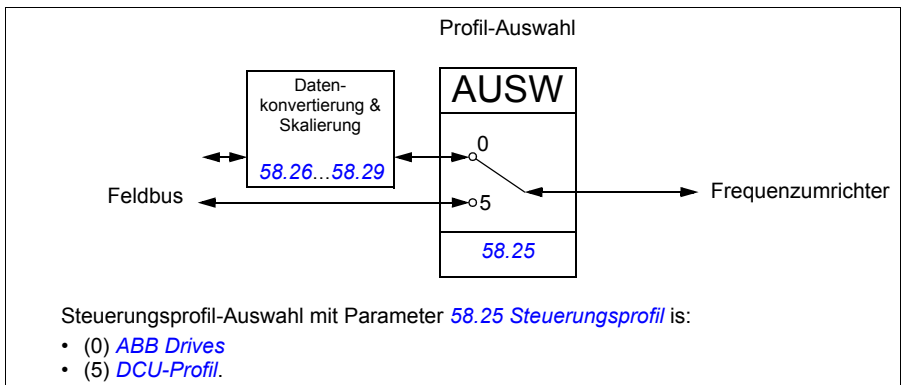 Profil-Auswahl
Daten-
konvertierung &
Skalierung
58.26...58.29
AUSW
0
5
58.25
Feldbus
Frequenzumrichter
Steuerungsprofil-Auswahl mit Parameter 58.25 Steuerungsprofil is:
• (0) ABB Drives
• (5) DCU-Profil.